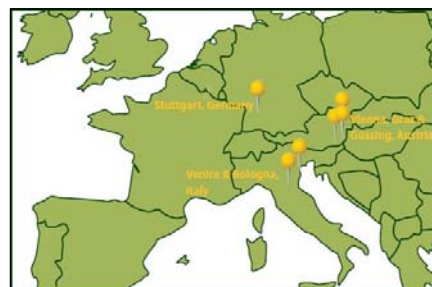 Stuttgart, Germany
Vienna, Graz &
Güssing, Austria
Venice & Bologna,
Italy